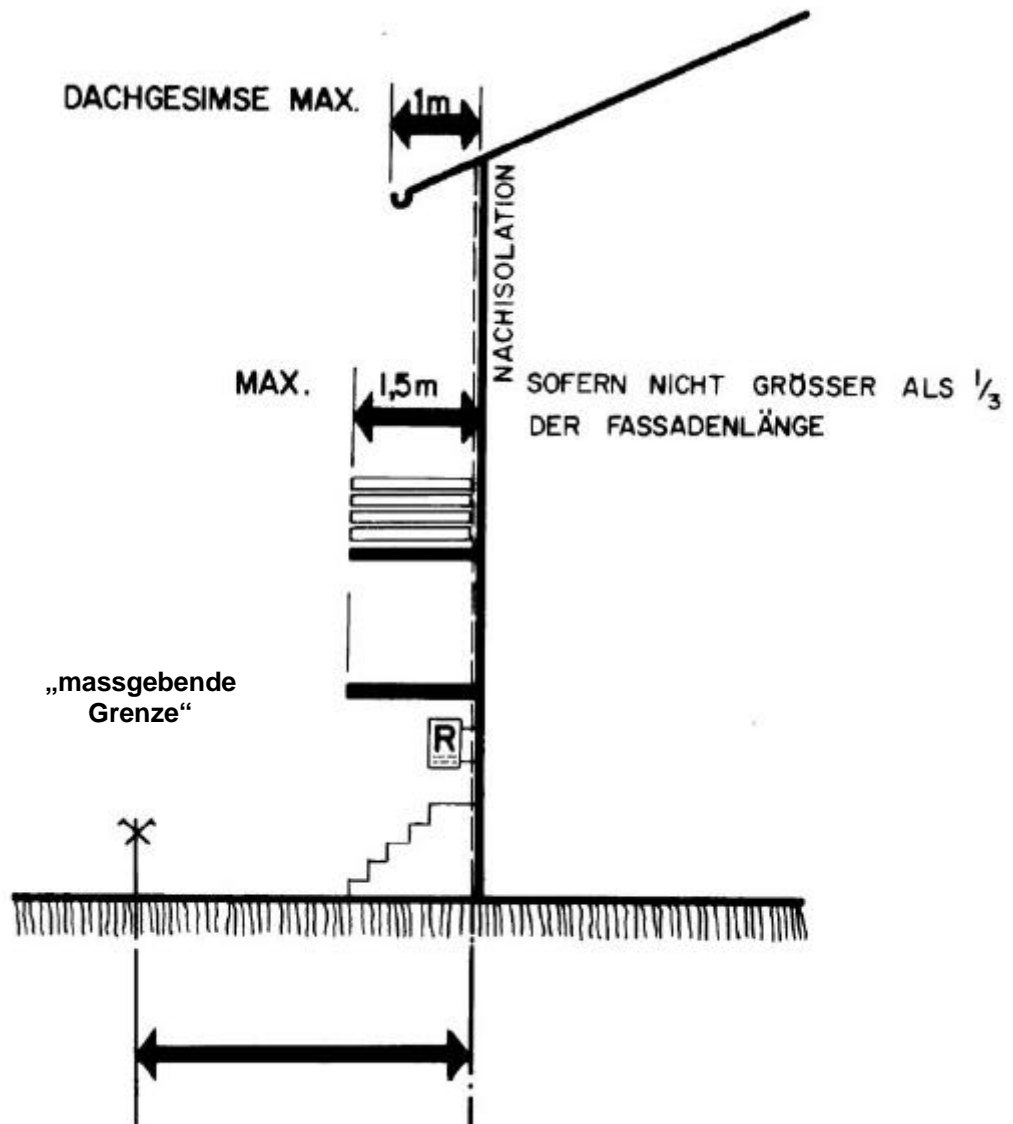 DACHGESIMSE MAX. 1m
NACHISOLATION
MAX. 1,5m SOFERN NICHT GRÖSSER ALS 1/3
DER FASSADENLÄNGE
„massgebende
Grenze“
R